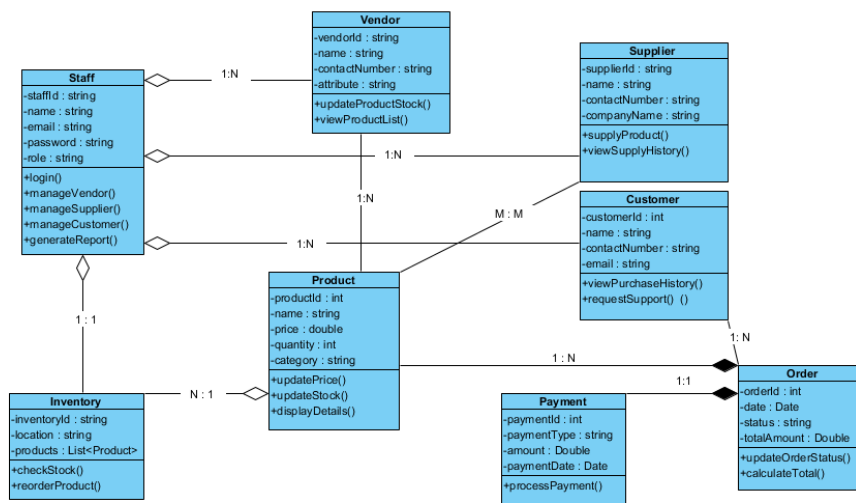 Vendor
-vendorId : string
-name : string
-contactNumber : string
-attribute : string
+updateProductStock()
+viewProductList()
Supplier
-supplierId : string
-name : string
-contactNumber : string
-companyName : string
+supplyProduct()
+viewSupplyHistory()
Staff
-staffId : string
-name : string
-email : string
-password : string
-role : string
+login()
+manageVendor()
+manageSupplier()
+manageCustomer()
+generateReport()
1:N
1:N
1:N
1:N
M : M
Customer
-customerId : int
-name : string
-contactNumber : string
-email : string
+viewPurchaseHistory()
+requestSupport() ()
Product
-productId : int
-name : string
-price : double
-quantity : int
-category : string
+updatePrice()
+updateStock()
+displayDetails()
1 : 1
1: N
1 : N
N : 1
1:1
Order
-orderId : int
-date : Date
-status : string
-totalAmount : Double
+updateOrderStatus()
+calculateTotal()
Inventory
-inventoryId : string
-location : string
-products : List<Product>
+checkStock()
+reorderProduct()
Payment
-paymentId : int
-paymentType : string
-amount : Double
-paymentDate : Date
+processPayment()